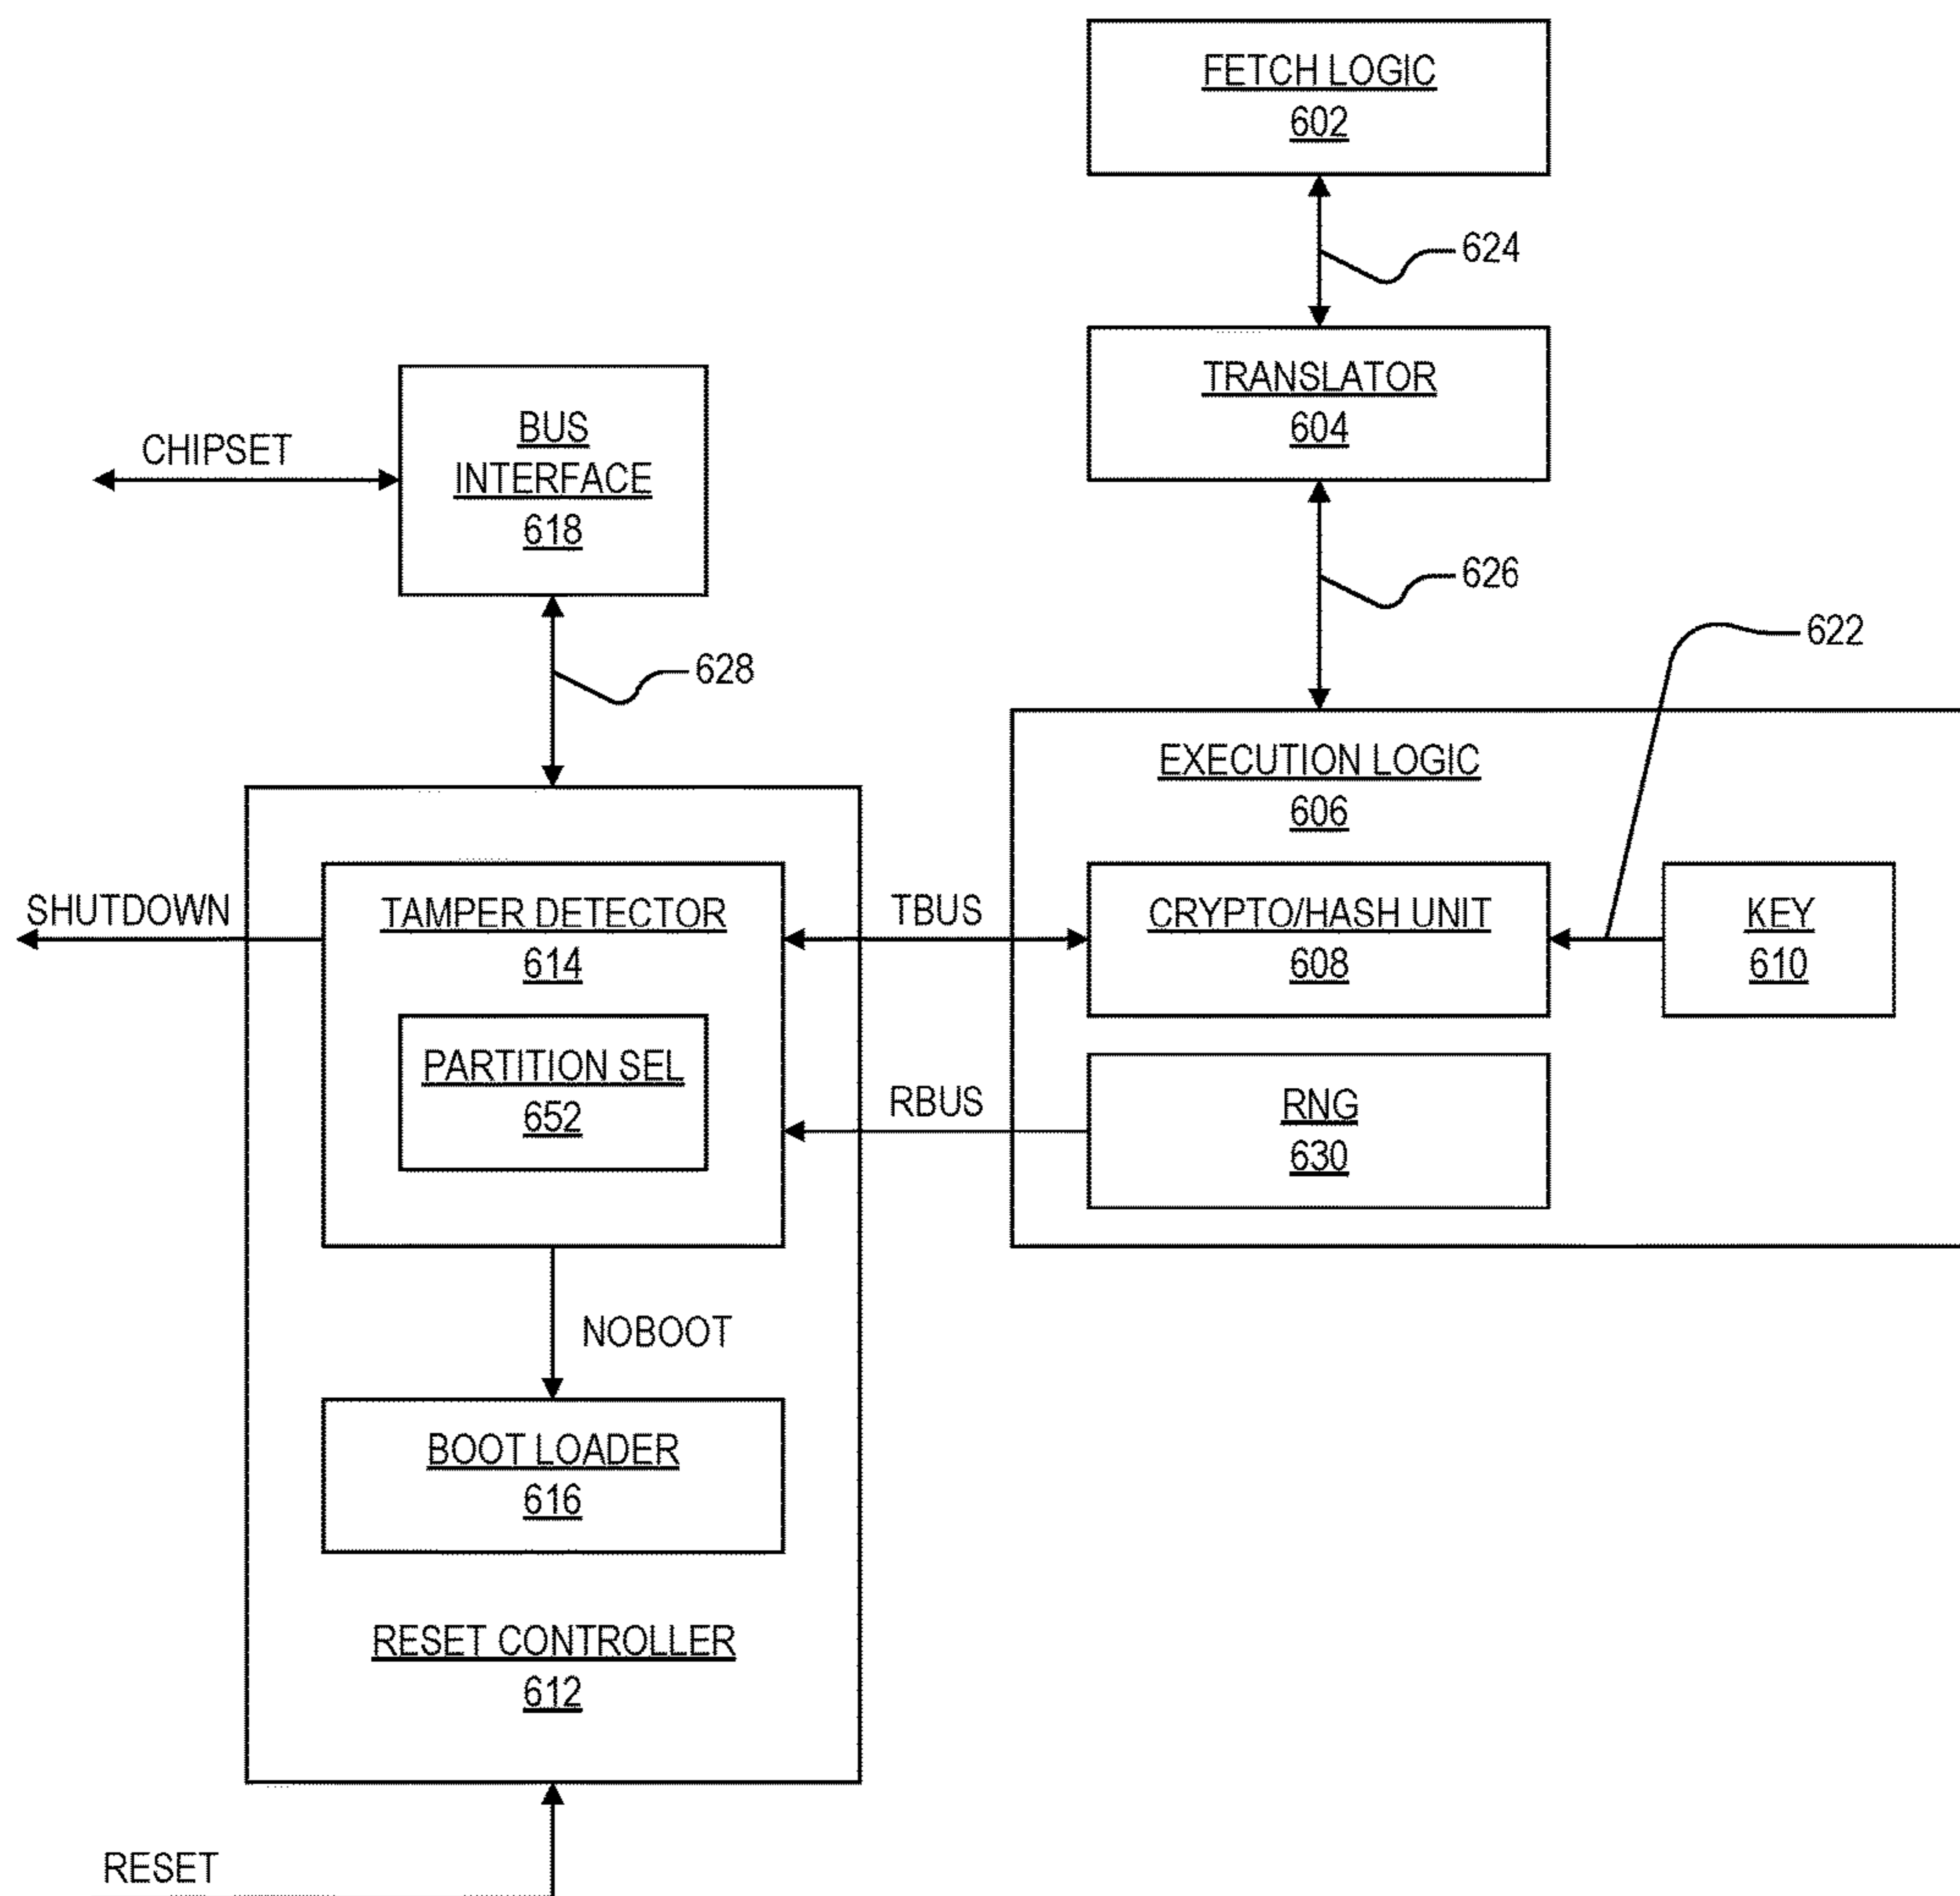 FETCH LOGIC
602
624
TRANSLATOR
604
CHIPSET
BUS
INTERFACE
618
626
622
628
EXECUTION LOGIC
606
SHUTDOWN
TAMPER DETECTOR
614
TBUS
CRYPTO/HASH UNIT
608
KEY
610
PARTITION SEL
652
RBUS
RNG
630
NOBOOT
BOOT LOADER
616
RESET CONTROLLER
612
RESET